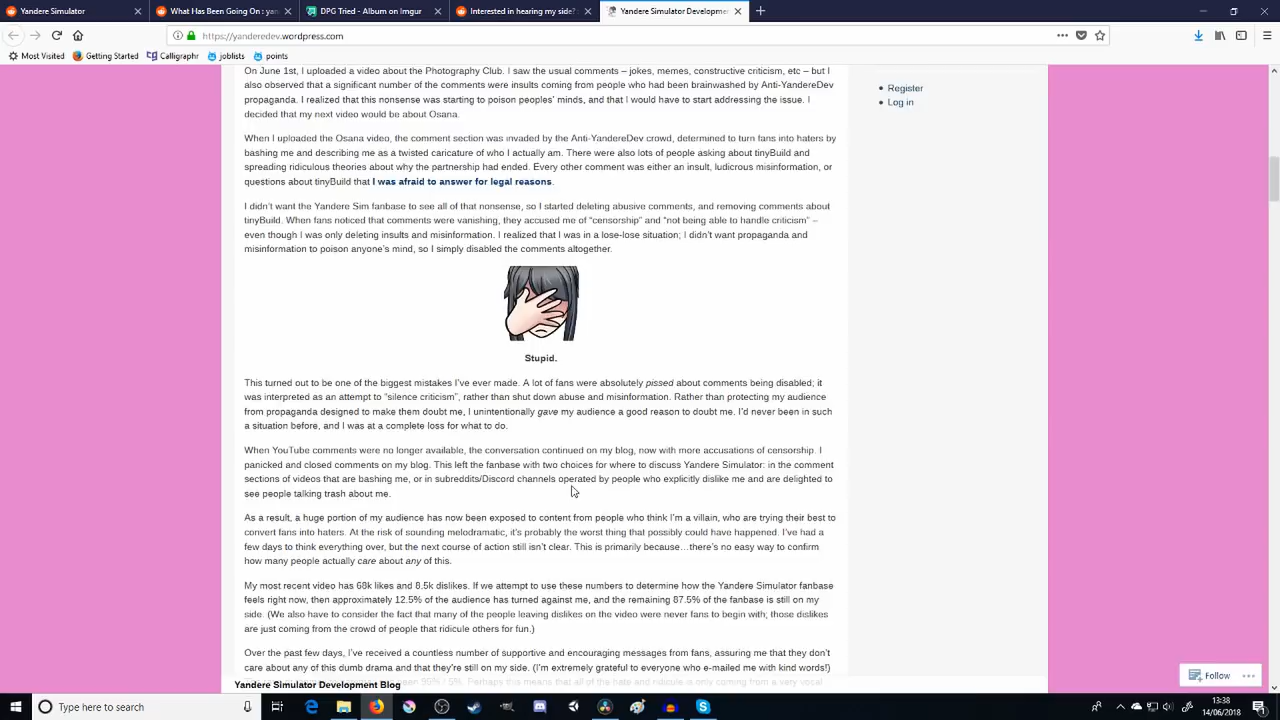 Yandere Simulator
What Has Been Going On : yan
DPG Tried - Album on Imgur
Interested in hearing my side?
Yandere Simulator Developme
https://yanderedev.wordpress.com
Most Visited
Getting Started
Calligraphr
joblists
points
On June 1st, I uploaded a video about the Photography Club. I saw the usual comments – jokes, memes, constructive criticism, etc – but I
also observed that a significant number of the comments were insults coming from people who had been brainwashed by Anti-YandereDev
propaganda. I realized that this nonsense was starting to poison peoples' minds, and that I would have to start addressing the issue. I
decided that my next video would be about Osana.
When I uploaded the Osana video, the comment section was invaded by the Anti-YandereDev crowd, determined to turn fans into haters by
bashing me and describing me as a twisted caricature of who I actually am. There were also lots of people asking about tinyBuild and
spreading ridiculous theories about why the partnership had ended. Every other comment was either an insult, ludicrous misinformation, or
questions about tinyBuild that I was afraid to answer for legal reasons.
I didn't want the Yandere Sim fanbase to see all of that nonsense, so I started deleting abusive comments, and removing comments about
tinyBuild. When fans noticed that comments were vanishing, they accused me of "censorship" and "not being able to handle criticism" –
even though I was only deleting insults and misinformation. I realized that I was in a lose-lose situation; I didn't want propaganda and
misinformation to poison anyone's mind, so I simply disabled the comments altogether.
Stupid.
This turned out to be one of the biggest mistakes I've ever made. A lot of fans were absolutely pissed about comments being disabled; it
was interpreted as an attempt to "silence criticism", rather than shut down abuse and misinformation. Rather than protecting my audience
from propaganda designed to make them doubt me, I unintentionally gave my audience a good reason to doubt me. I'd never been in such
a situation before, and I was at a complete loss for what to do.
When YouTube comments were no longer available, the conversation continued on my blog, now with more accusations of censorship. I
panicked and closed comments on my blog. This left the fanbase with two choices for where to discuss Yandere Simulator: in the comment
sections of videos that are bashing me, or in subreddits/Discord channels operated by people who explicitly dislike me and are delighted to
see people talking trash about me.
As a result, a huge portion of my audience has now been exposed to content from people who think I'm a villain, who are trying their best to
convert fans into haters. At the risk of sounding melodramatic, it's probably the worst thing that possibly could have happened. I've had a
few days to think everything over, but the next course of action still isn't clear. This is primarily because…there's no easy way to confirm
how many people actually care about any of this.
My most recent video has 68k likes and 8.5k dislikes. If we attempt to use these numbers to determine how the Yandere Simulator fanbase
feels right now, then approximately 12.5% of the audience has turned against me, and the remaining 87.5% of the fanbase is still on my
side. (We also have to consider the fact that many of the people leaving dislikes on the video were never fans to begin with; those dislikes
are just coming from the crowd of people that ridicule others for fun.)
Over the past few days, I've received a countless number of supportive and encouraging messages from fans, assuring me that they don't
care about any of this dumb drama and that they're still on my side. (I'm extremely grateful to everyone who e-mailed me with kind words!)
95% / 5%. Perhaps this means that all of the hate and ridicule is only coming from a very vocal
Yandere Simulator Development Blog
Register
Log in
Follow
Type here to search
13:38
14/06/2018